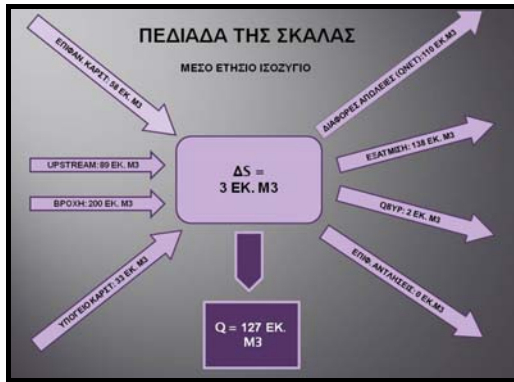 ΠΕΔΙΑΔΑ ΤΗΣ ΣΚΑΛΑΣ
ΜΕΣΟ ΕΤΗΣΙΟ ΙΣΟΖΥΓΙΟ
ΕΠΙΦΑΝ. ΚΑΡΣΤ: 58 ΕΚ. Μ3
UPSTREAM: 89 ΕΚ. Μ3
ΒΡΟΧΗ: 200 ΕΚ. Μ3
ΥΠΟΓΕΙΟ ΚΑΡΣΤ: 33 ΕΚ. Μ3
ΔS =
3 ΕΚ. Μ3
Q = 127 ΕΚ.
Μ3
ΔΙΑΦΟΡΕΣ ΑΠΩΛΕΙΕΣ (QNET): 110 ΕΚ.Μ3
ΕΞΑΤΜΙΣΗ: 138 ΕΚ. Μ3
QBYP: 2 ΕΚ. Μ3
ΕΠΙΦ. ΑΝΤΛΗΣΕΙΣ: 0 ΕΚ.Μ3